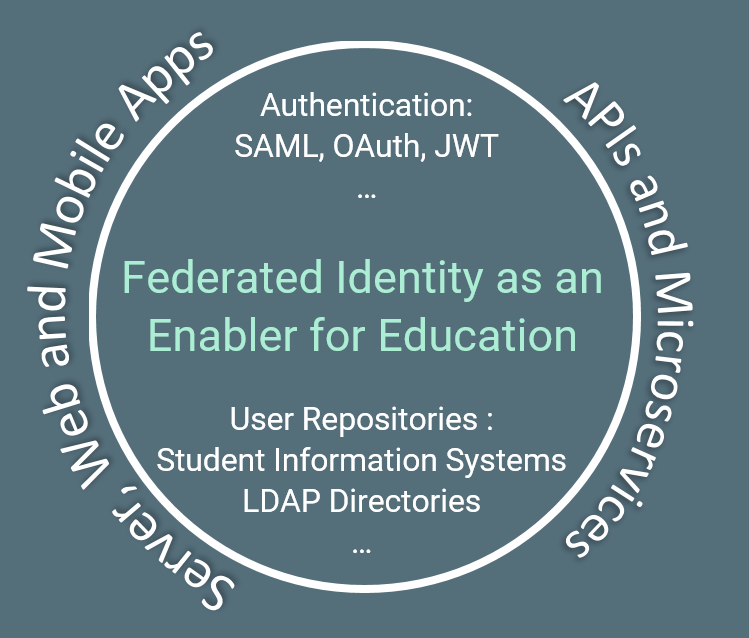 Server, Web and Mobile Apps
APIs and Microservices
Authentication:
SAML, OAuth, JWT
...
Federated Identity as an
Enabler for Education
User Repositories :
Student Information Systems
LDAP Directories
...